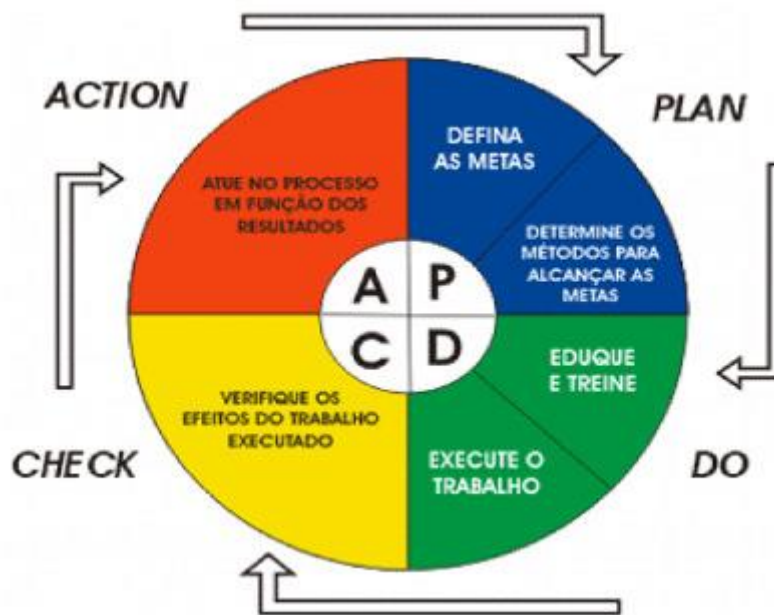 ACTION
PLAN
DEFINA
AS METAS
ATUE NO PROCESSO
EM FUNÇÃO DOS
RESULTADOS
DETERMINE OS
MÉTODOS PARA
ALCANÇAR AS
METAS
A P
C D
EDUQUE
E TREINE
VERIFIQUE OS
EFEITOS DO TRABALHO
EXECUTADO
EXECUTE O
TRABALHO
CHECK
DO